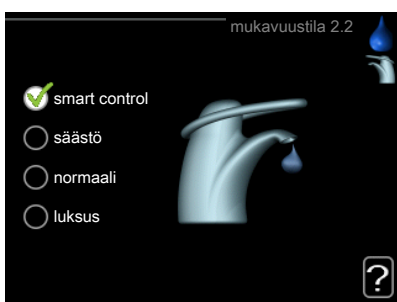 mukavuustila 2.2
smart control
säästö
normaali
luksus
?